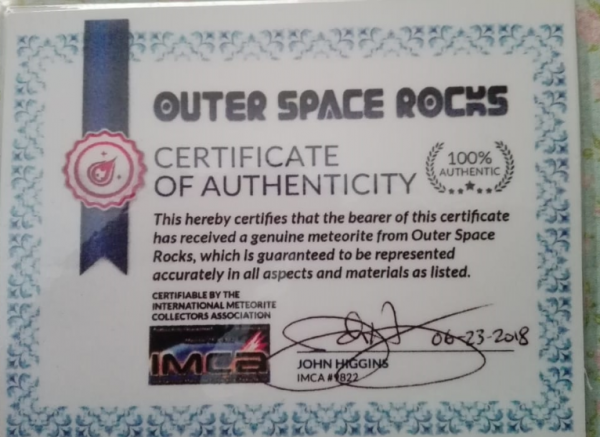 OUTER SPACE ROCKS
CERTIFICATE
OF AUTHENTICITY
100%
AUTHENTIC
This hereby certifies that the bearer of this certificate
has received a genuine meteorite from Outer Space
Rocks, which is guaranteed to be represented
accurately in all aspects and materials as listed.
CERTIFIABLE BY THE
INTERNATIONAL METEORITE
COLLECTORS ASSOCIATION
IMCA
06-23-2018
JOHN HIGGINS
IMCA #9822